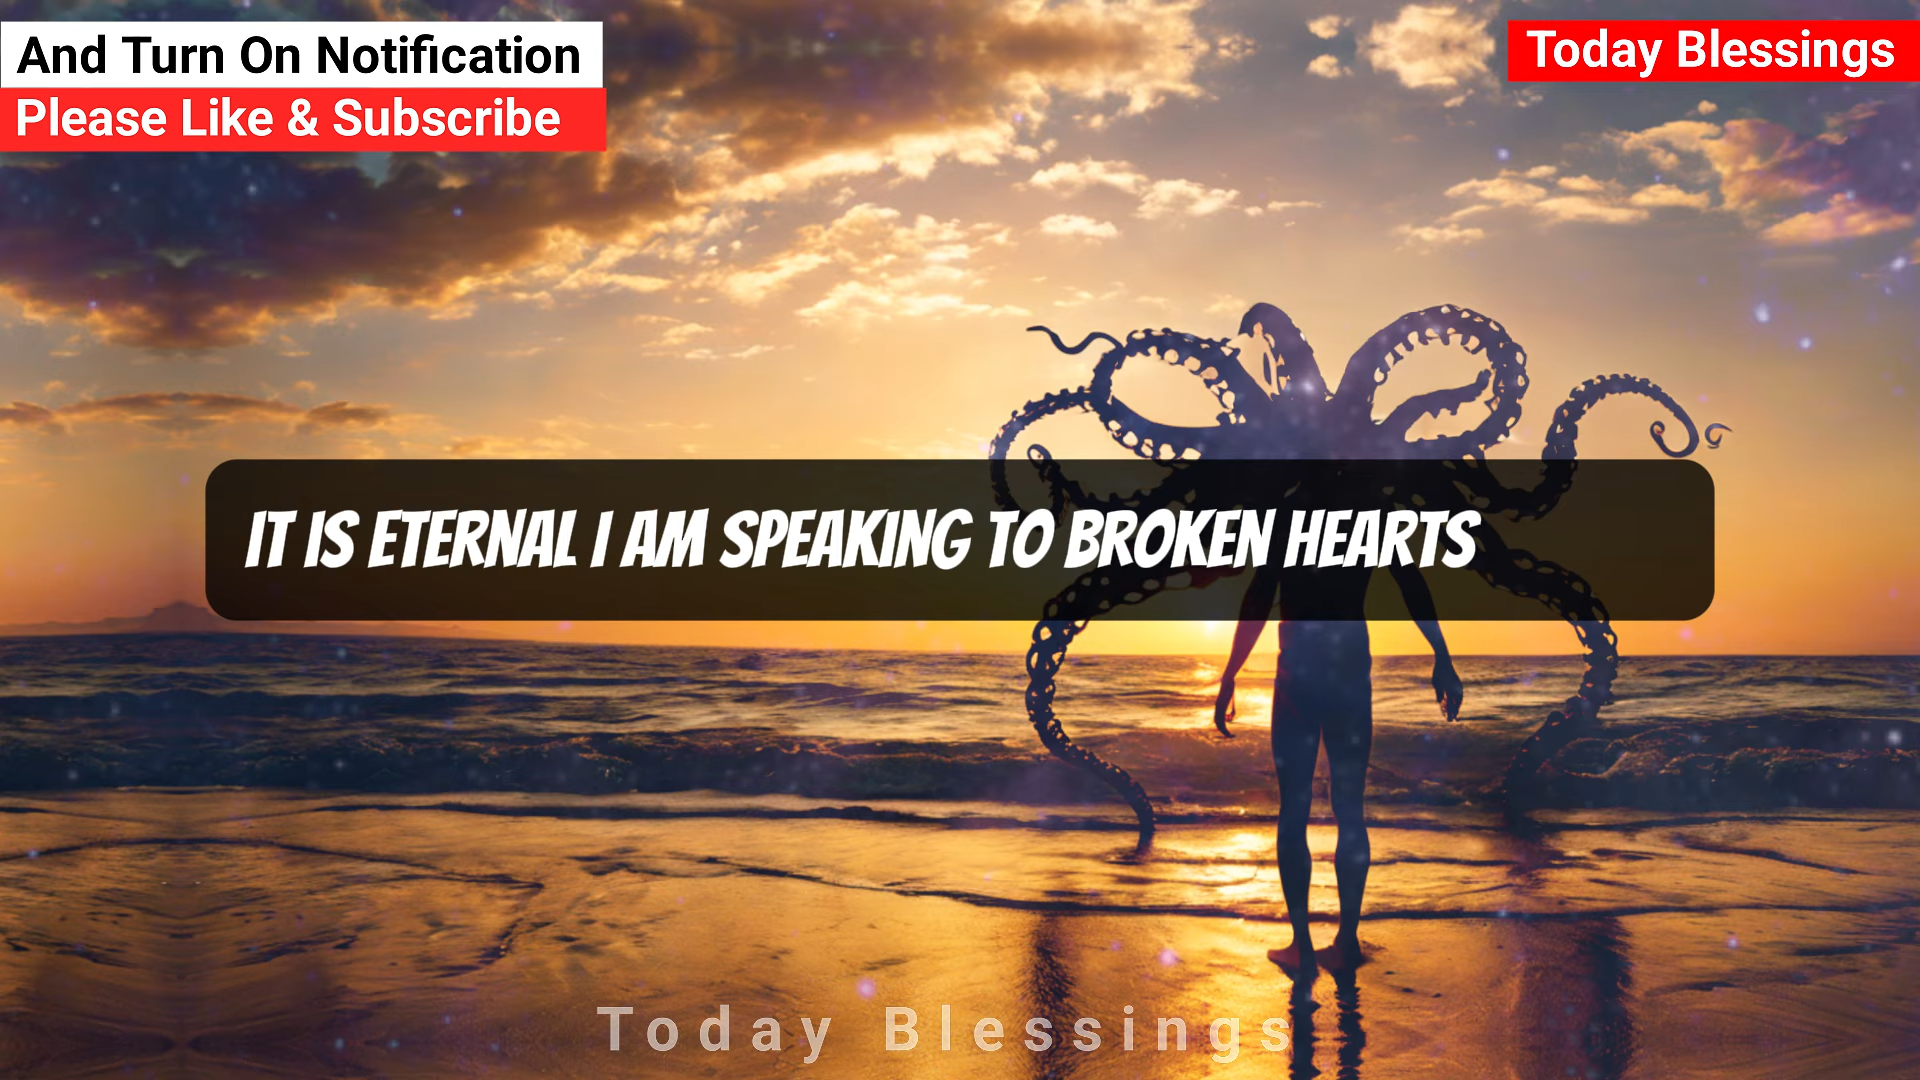 And Turn On Notification
Please Like & Subscribe
Today Blessings
IT IS ETERNAL I AM SPEAKING TO BROKEN HEARTS
Today Blessings